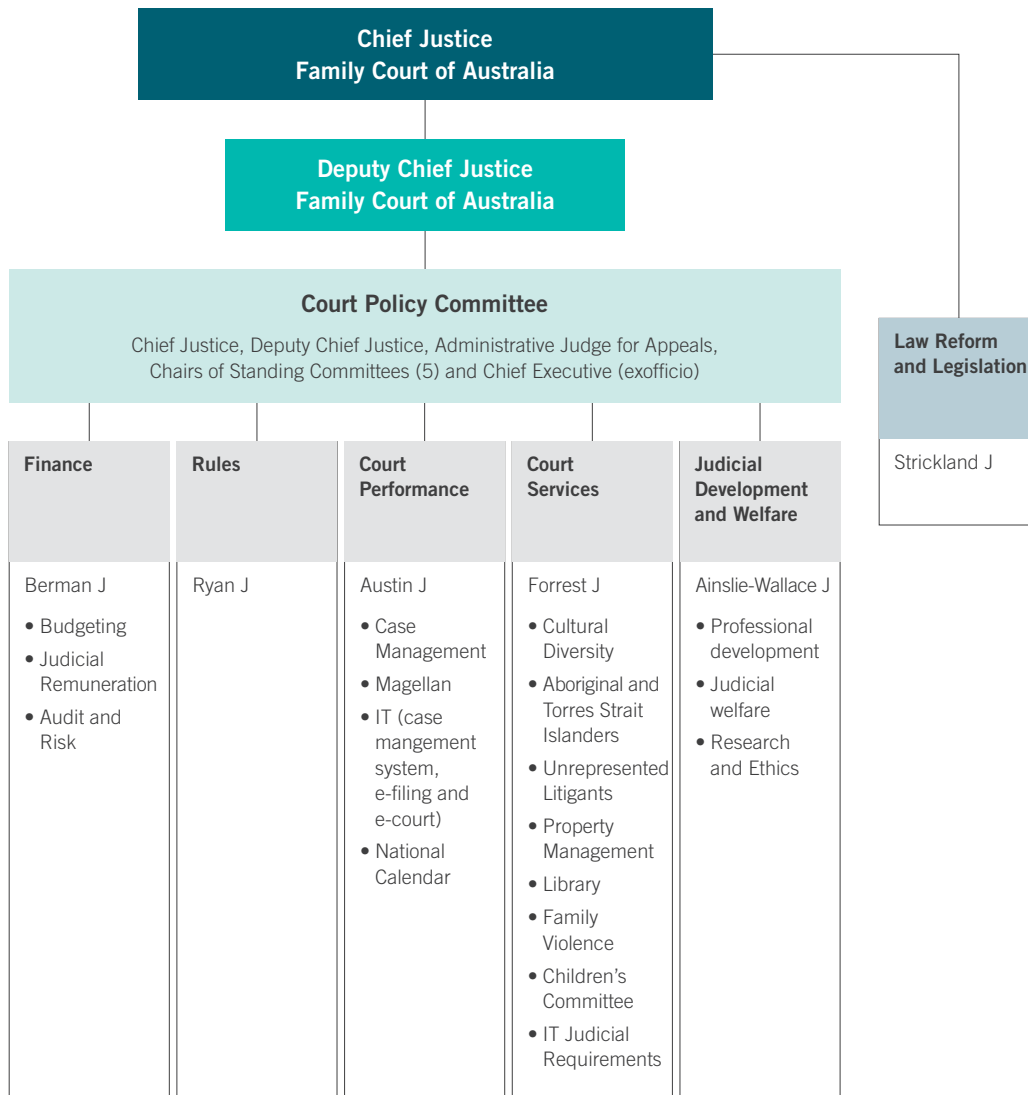 Chief Justice
Family Court of Australia
Deputy Chief Justice
Family Court of Australia
Court Policy Committee
Chief Justice, Deputy Chief Justice, Administrative Judge for Appeals,
Chairs of Standing Committees (5) and Chief Executive (exofficio)
Law Reform
and Legislation
Strickland J
Finance
Berman J
• Budgeting
• Judicial
Remuneration
• Audit and
Risk
Rules
Ryan J
Court
Performance
Austin J
• Case
Management
• Magellan
• IT (case
mangement
system,
e-filing and
e-court)
• National
Calendar
Court
Services
Forrest J
• Cultural
Diversity
• Aboriginal and
Torres Strait
Islanders
• Unrepresented
Litigants
• Property
Management
• Library
• Family
Violence
• Children's
Committee
• IT Judicial
Requirements
Judicial
Development
and Welfare
Ainslie-Wallace J
• Professional
development
• Judicial
welfare
• Research
and Ethics